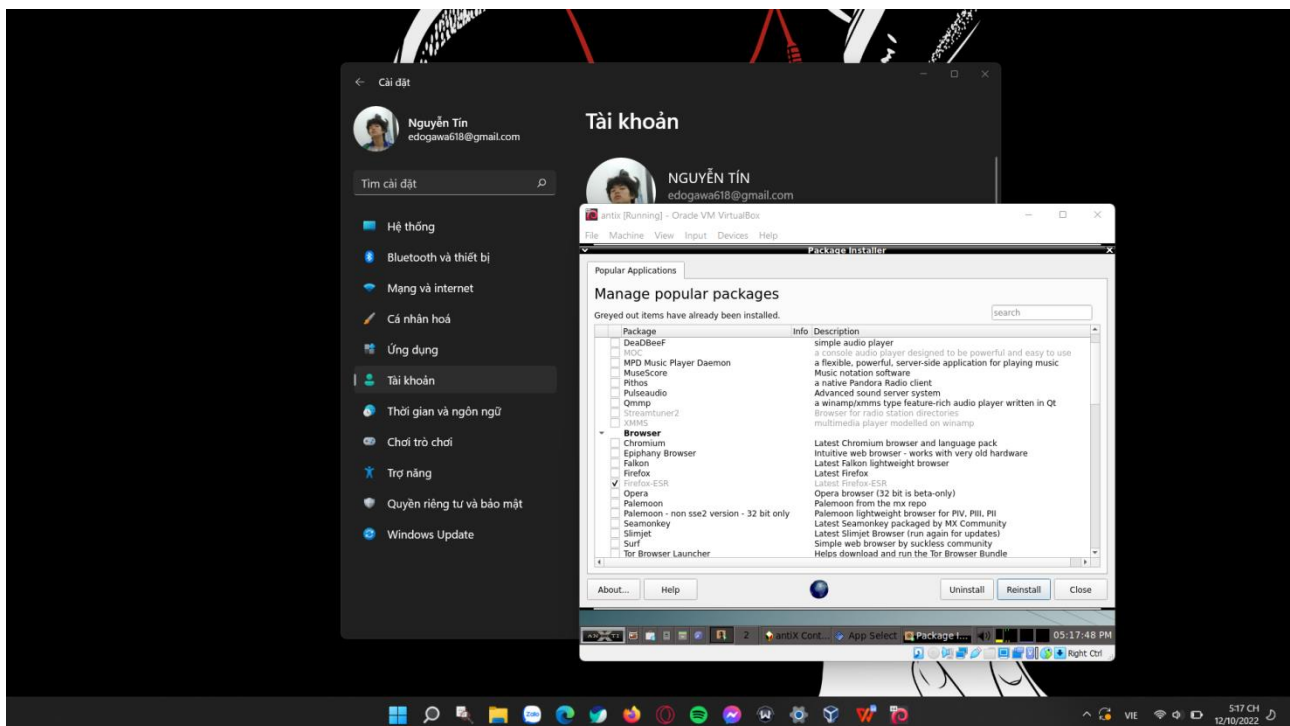 Cài đặt
Nguyễn Tín
edogawa618@gmail.com
Tìm cài đặt
Hệ thống
Bluetooth và thiết bị
Mạng và internet
Cá nhân hoá
Ứng dụng
Tài khoản
Thời gian và ngôn ngữ
Chơi trò chơi
Trợ năng
Quyền riêng tư và bảo mật
Windows Update
Tài khoản
NGUYỄN TÍN
edogawa618@gmail.com
antix [Running] - Oracle VM VirtualBox
File Machine View Input Devices Help
Package Installer
Popular Applications
Manage popular packages
Greyed out items have already been installed.
search
Package Info Description
DeaDBeeF simple audio player
MOC a console audio player designed to be powerful and easy to use
MPD Music Player Daemon a flexible, powerful, server-side application for playing music
MuseScore Music notation software
Pithos a native Pandora Radio client
Pulseaudio Advanced sound server system
Qmmp a winamp/xmms type feature-rich audio player written in Qt
Streamtuner2 Browser for radio station directories
XMMS multimedia player modelled on winamp
Browser
Chromium Latest Chromium browser and language pack
Epiphany Browser Intuitive web browser - works with very old hardware
Falkon Latest Falkon lightweight browser
Firefox Latest Firefox
Firefox-ESR Latest Firefox-ESR
Opera Opera browser (32 bit is beta-only)
Palemoon Palemoon from the mx repo
Palemoon - non sse2 version - 32 bit only Palemoon lightweight browser for PIV, PIII, PII
Seamonkey Latest Seamonkey packaged by MX Community
Slimjet Latest Slimjet Browser (run again for updates)
Surf Simple web browser by suckless community
Tor Browser Launcher Helps download and run the Tor Browser Bundle
About... Help Uninstall Reinstall Close
2 antiX Cont... App Select Package I... 05:17:48 PM
Right Ctrl
Zalo
VIE
5:17 CH
12/10/2022